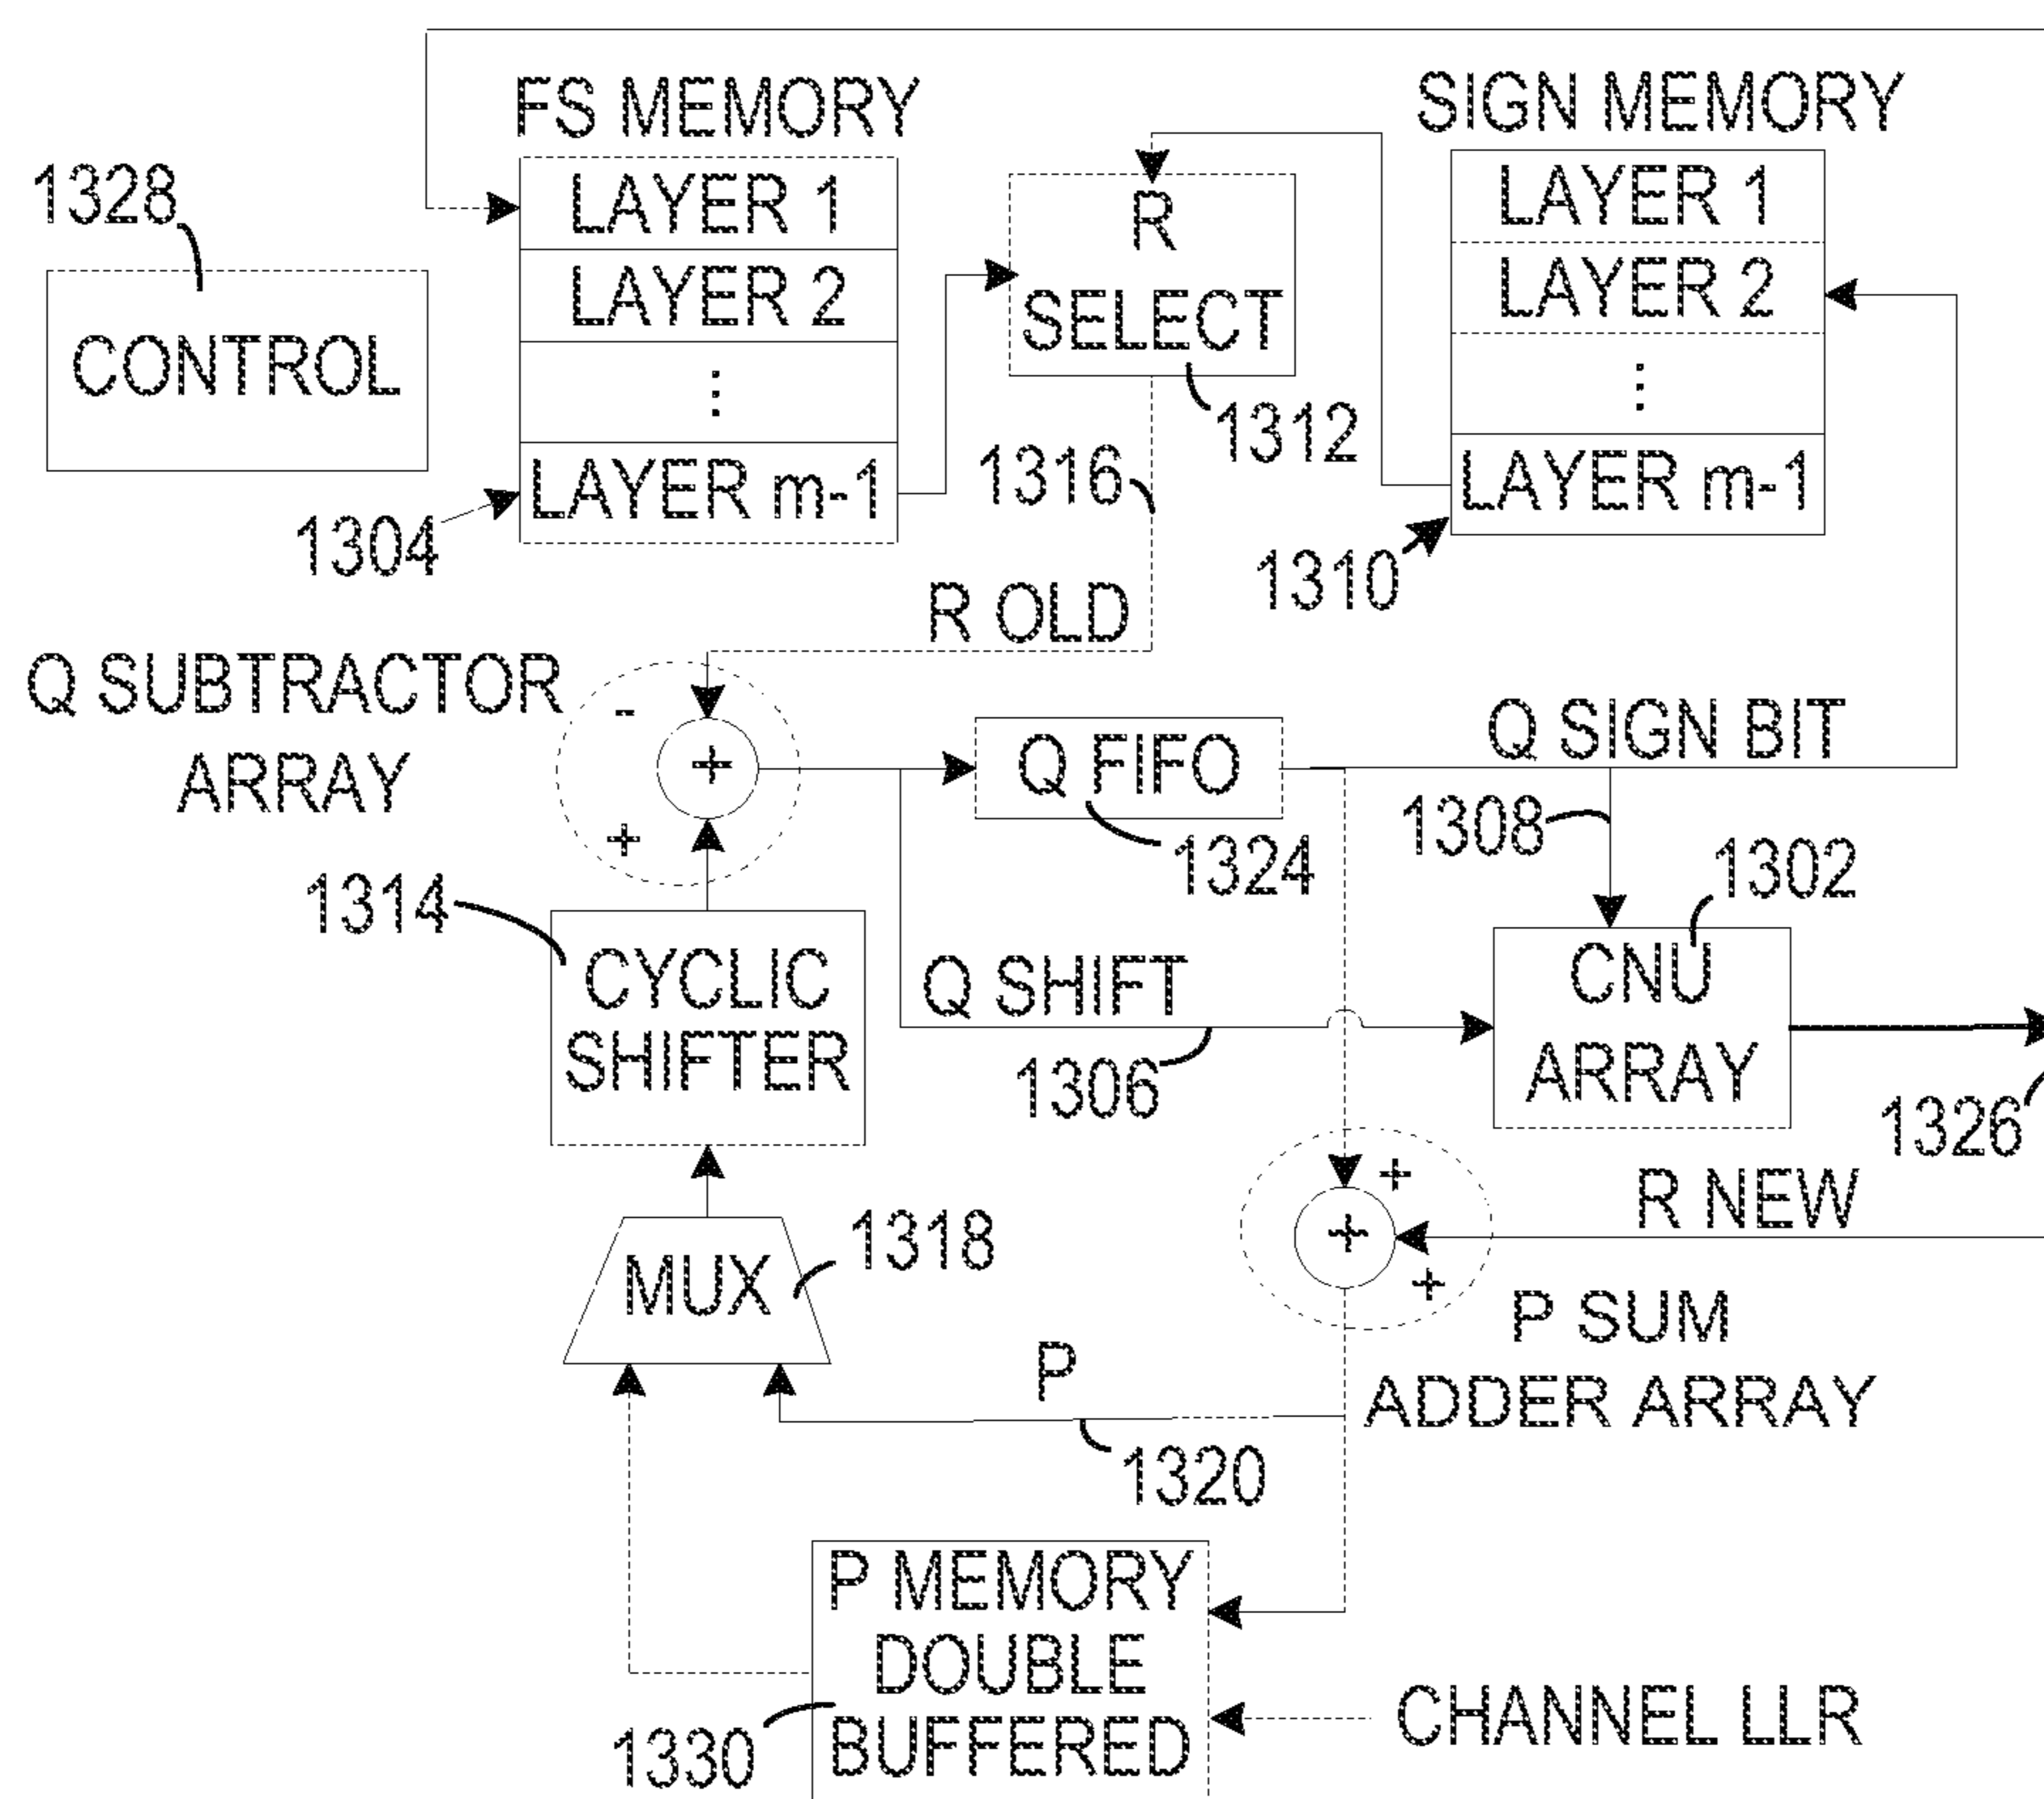 FS MEMORY
SIGN MEMORY
1328
CONTROL
LAYER 1
LAYER 2
⋮
LAYER m-1
1304
R
SELECT
1312
1316
LAYER 1
LAYER 2
⋮
LAYER m-1
1310
R OLD
Q SUBTRACTOR
ARRAY
-
+
+
Q FIFO
1324
Q SIGN BIT
1308
1302
1314
CYCLIC
SHIFTER
Q SHIFT
1306
CNU
ARRAY
1326
+
+
+
R NEW
MUX
1318
P SUM
ADDER ARRAY
P
1320
P MEMORY
DOUBLE
BUFFERED
1330
CHANNEL LLR